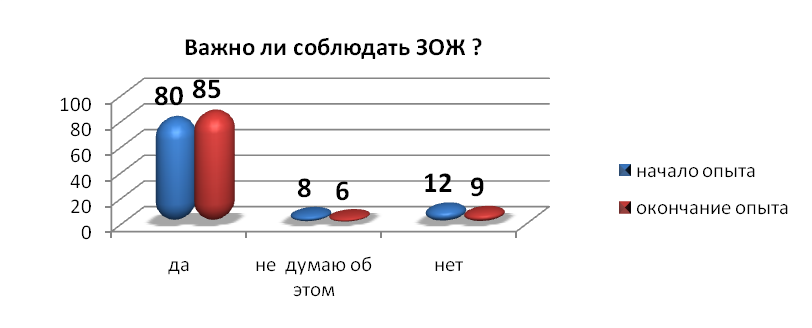 Важно ли соблюдать ЗОЖ ?
80 85
8 6
12 9
100
80
60
40
20
0
да
не думаю об
этом
нет
начало опыта
окончание опыта